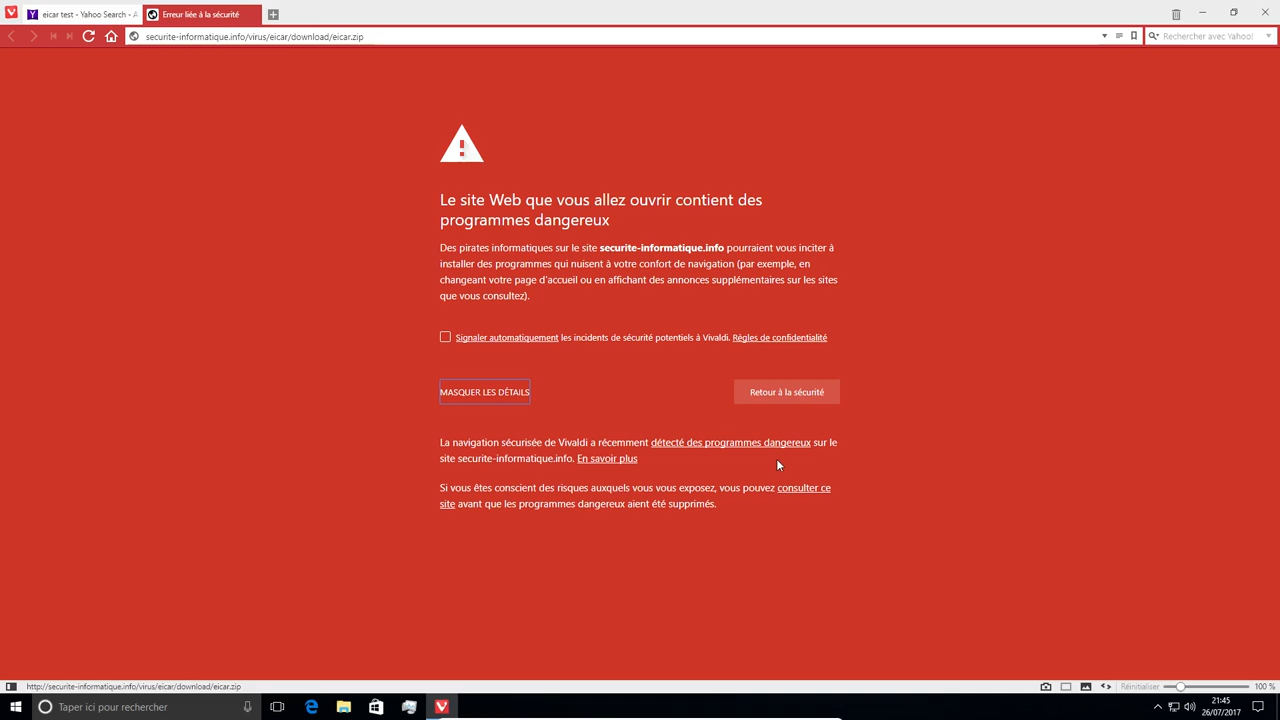 eicar test - Yahoo Search - A
Erreur liée à la sécurité
securite-informatique.info/virus/eicar/download/eicar.zip
Rechercher avec Yahoo!
Le site Web que vous allez ouvrir contient des
programmes dangereux
Des pirates informatiques sur le site securite-informatique.info pourraient vous inciter à
installer des programmes qui nuisent à votre confort de navigation (par exemple, en
changeant votre page d'accueil ou en affichant des annonces supplémentaires sur les sites
que vous consultez).
Signaler automatiquement les incidents de sécurité potentiels à Vivaldi. Règles de confidentialité
MASQUER LES DÉTAILS
Retour à la sécurité
La navigation sécurisée de Vivaldi a récemment détecté des programmes dangereux sur le
site securite-informatique.info. En savoir plus
Si vous êtes conscient des risques auxquels vous vous exposez, vous pouvez consulter ce
site avant que les programmes dangereux aient été supprimés.
http://securite-informatique.info/virus/eicar/download/eicar.zip
Réinitialiser
100 %
Taper ici pour rechercher
21:45
26/07/2017